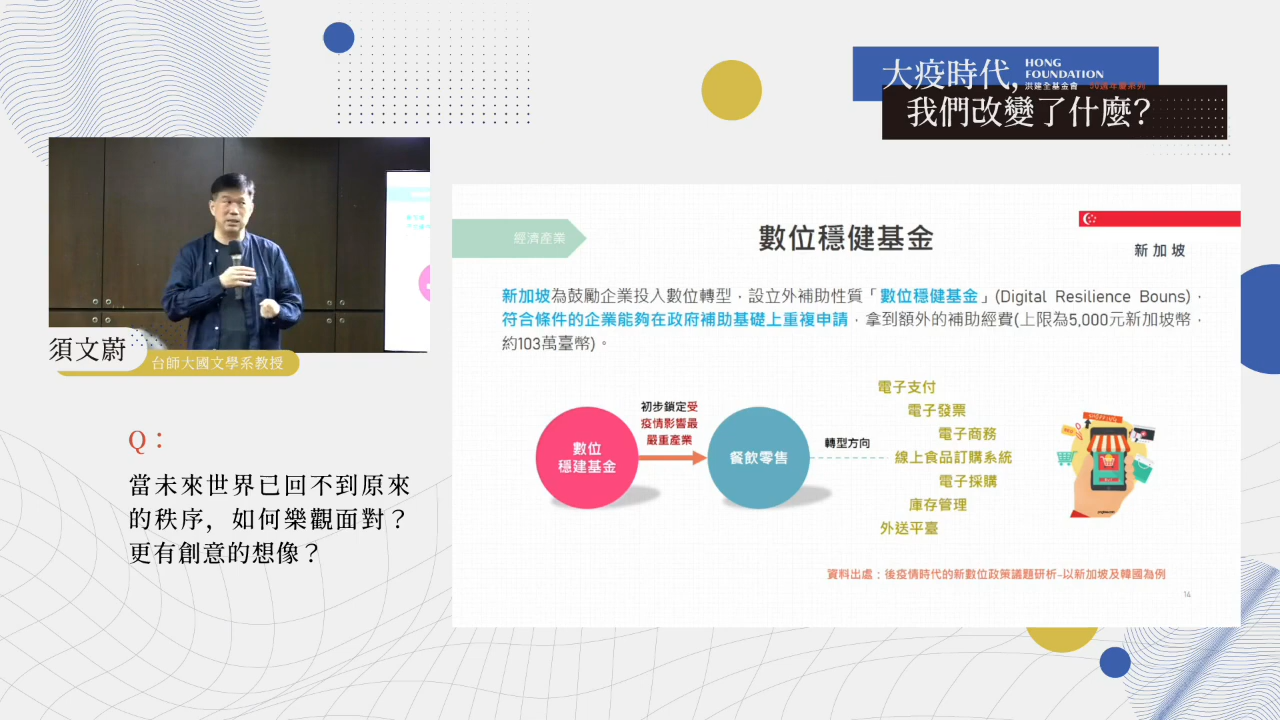 大疫時代,
HONG
FOUNDATION
洪建全基金會 50週年慶系列
我們改變了什麼?
須文蔚
台師大國文學系教授
Q：
當未來世界已回不到原來
的秩序，如何樂觀面對？
更有創意的想像？
經濟產業
數位穩健基金
新加坡
新加坡為鼓勵企業投入數位轉型，設立外補助性質「數位穩健基金」(Digital Resilience Bouns)，
符合條件的企業能夠在政府補助基礎上重複申請，拿到額外的補助經費(上限為5,000元新加坡幣，
約103萬臺幣)。
數位
穩建基金
初步鎖定受
疫情影響最
嚴重產業
餐飲零售
轉型方向
電子支付
電子發票
電子商務
線上食品訂購系統
電子採購
庫存管理
外送平臺
資料出處：後疫情時代的新數位政策議題研析-以新加坡及韓國為例
14